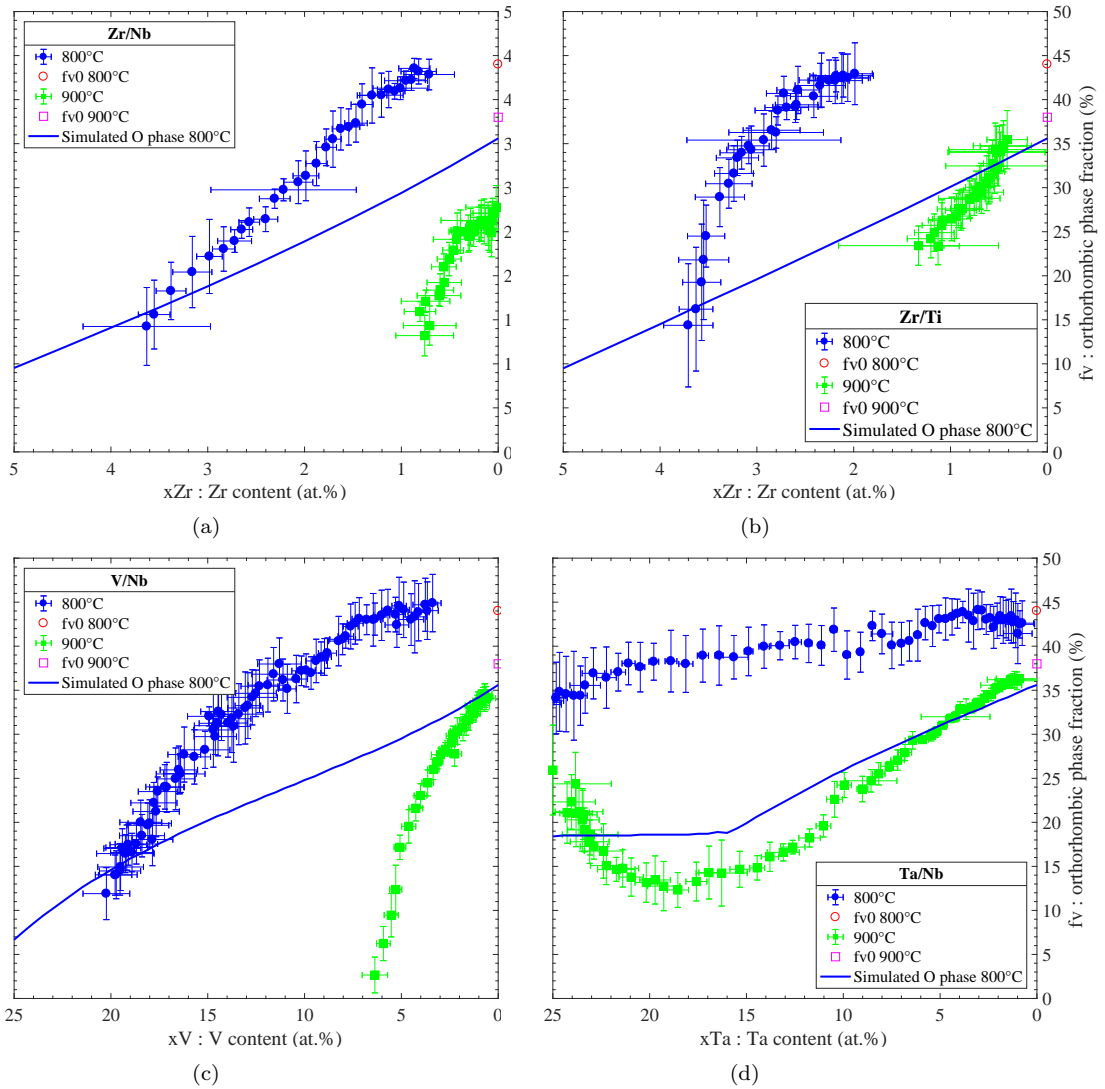 Zr/Nb
800°C
fv0 800°C
900°C
fv0 900°C
Simulated O phase 800°C
5
4
4
3
3
2
2
1
1
5
0
5 4 3 2 1 0
xZr : Zr content (at.%)
(a)
Zr/Ti
800°C
fv0 800°C
900°C
fv0 900°C
Simulated O phase 800°C
50
45
40
35
30
25
20
15
10
5
0
fv : orthorhombic phase fraction (%)
5 4 3 2 1 0
xZr : Zr content (at.%)
(b)
V/Nb
800°C
fv0 800°C
900°C
fv0 900°C
Simulated O phase 800°C
25 20 15 10 5 0
xV : V content (at.%)
(c)
Ta/Nb
800°C
fv0 800°C
900°C
fv0 900°C
Simulated O phase 800°C
50
45
40
35
30
25
20
15
10
5
0
fv : orthorhombic phase fraction (%)
25 20 15 10 5 0
xTa : Ta content (at.%)
(d)